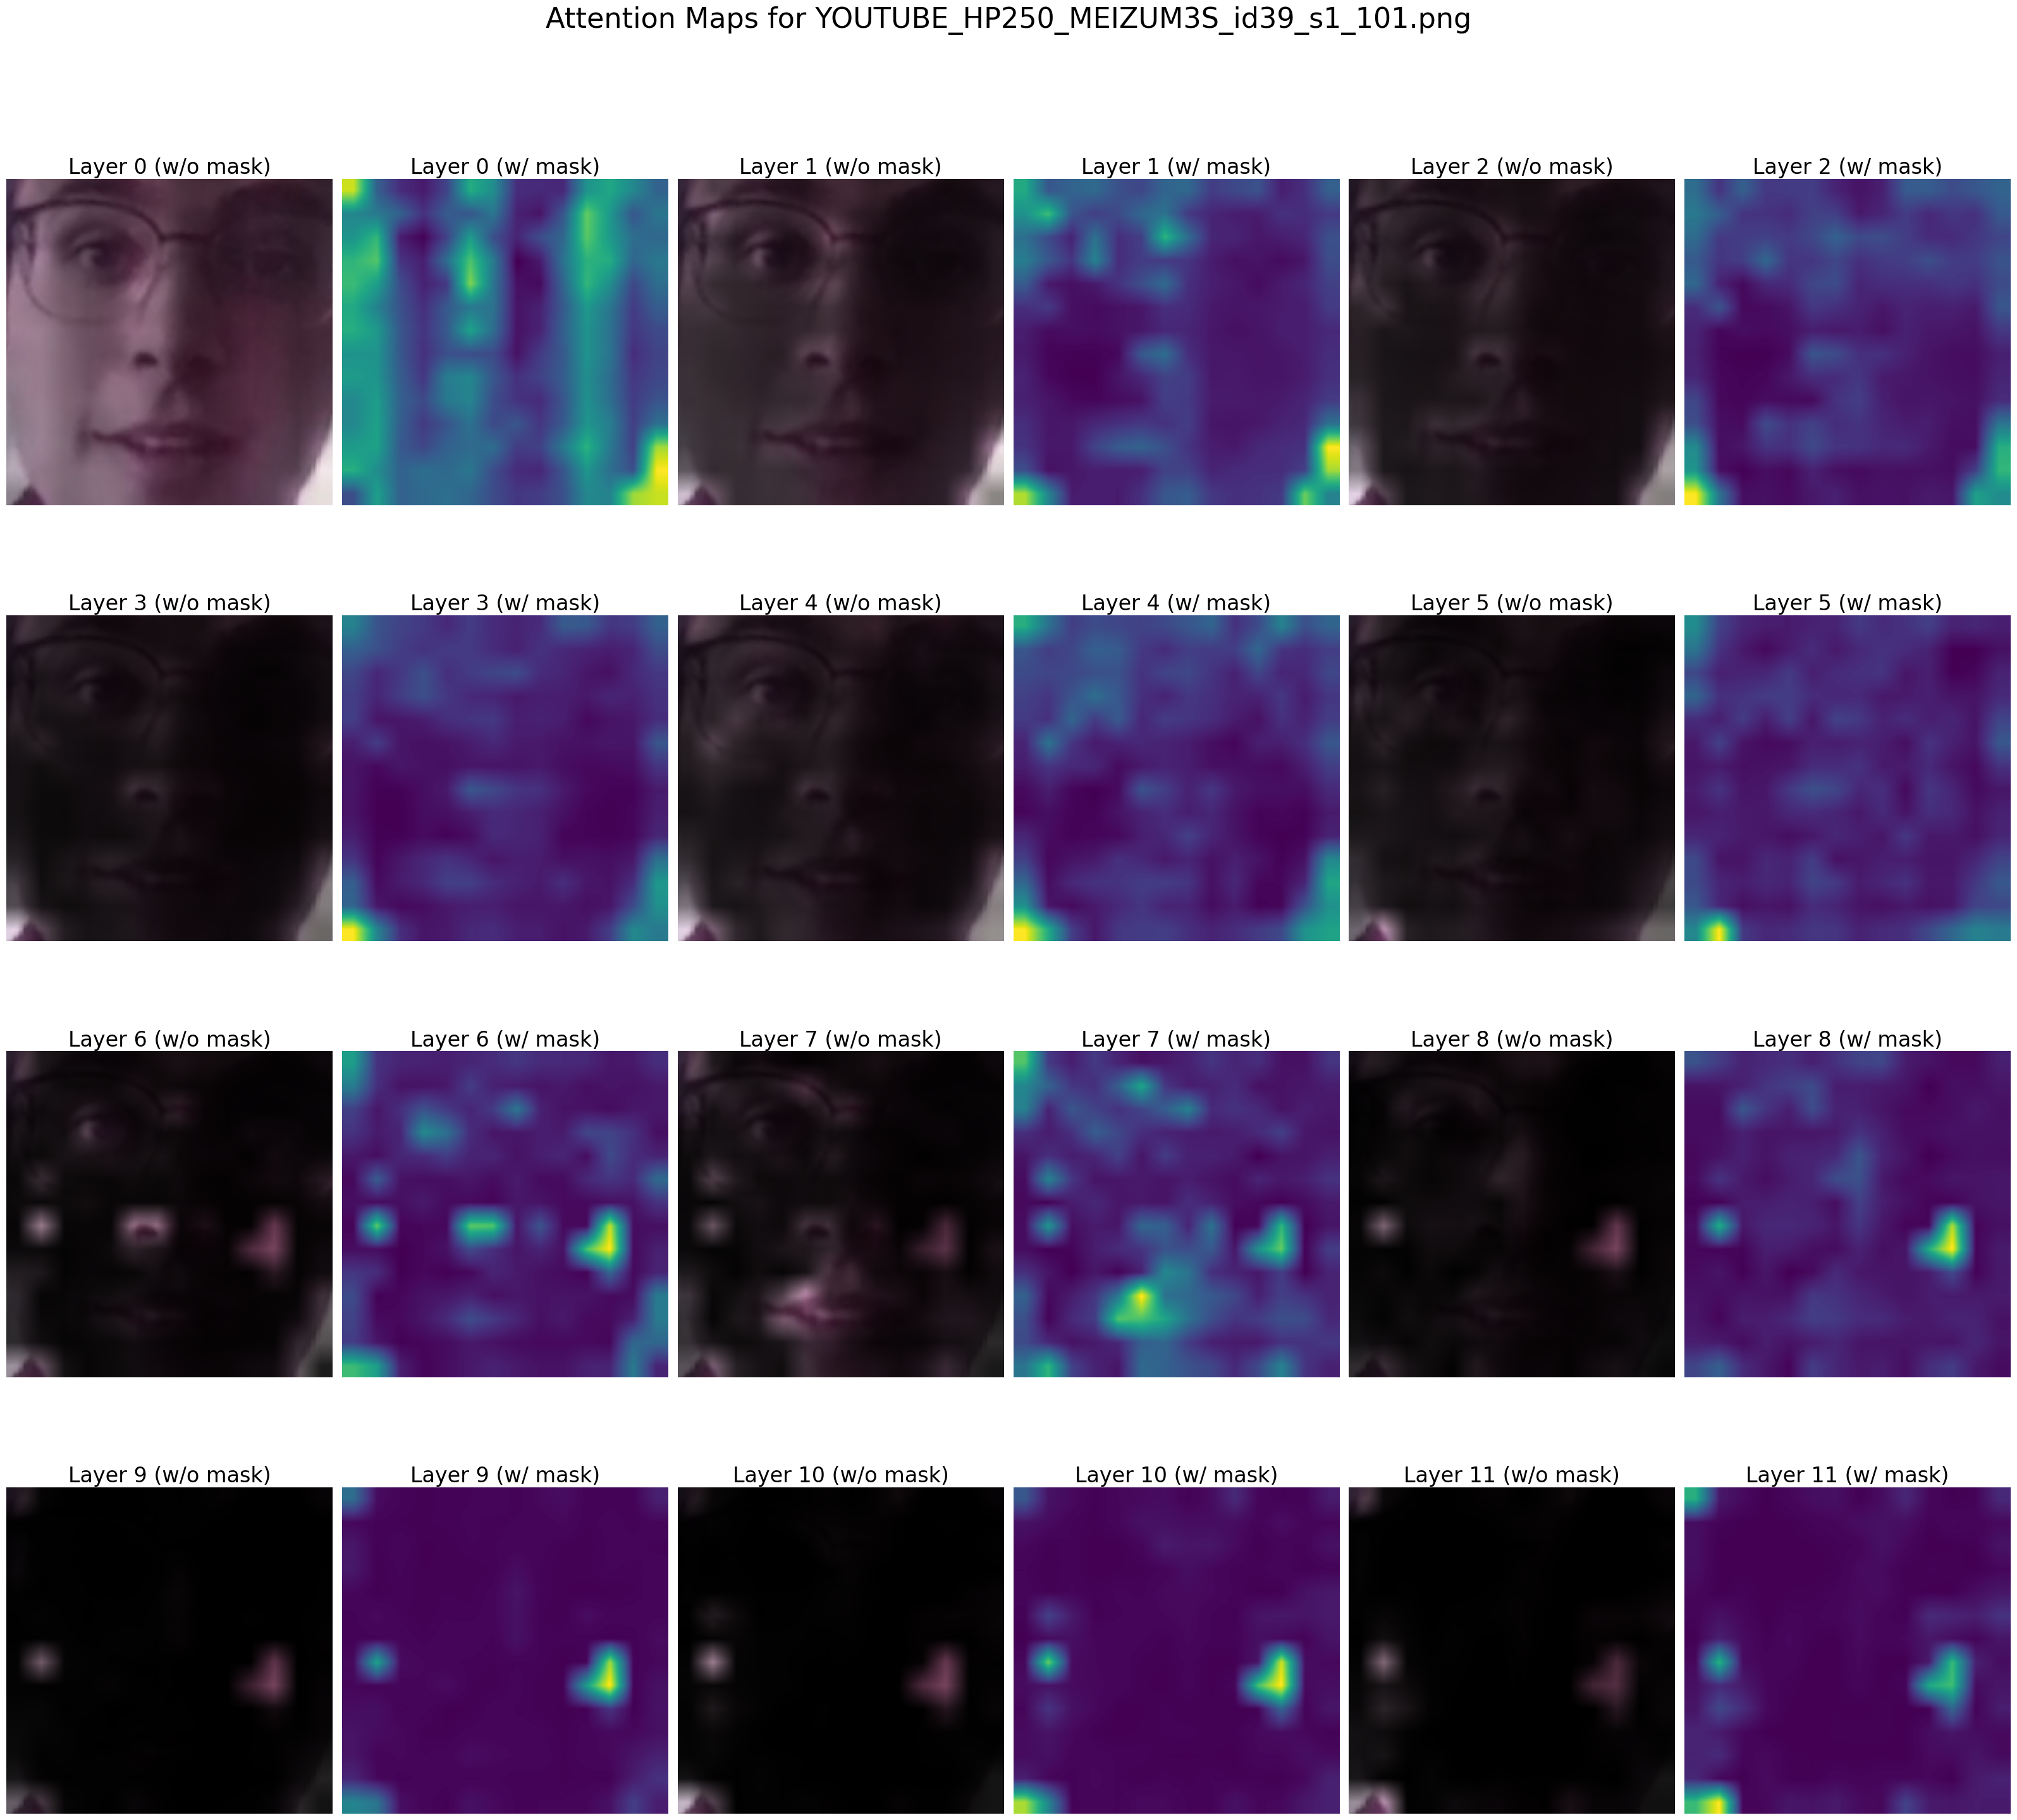 Attention Maps for YOUTUBE_HP250_MEIZUM3S_id39_s1_101.png
Layer 0 (w/o mask) Layer 0 (w/ mask) Layer 1 (w/o mask) Layer 1 (w/ mask) Layer 2 (w/o mask) Layer 2 (w/ mask)
Layer 3 (w/o mask) Layer 3 (w/ mask) Layer 4 (w/o mask) Layer 4 (w/ mask) Layer 5 (w/o mask) Layer 5 (w/ mask)
Layer 6 (w/o mask) Layer 6 (w/ mask) Layer 7 (w/o mask) Layer 7 (w/ mask) Layer 8 (w/o mask) Layer 8 (w/ mask)
Layer 9 (w/o mask) Layer 9 (w/ mask) Layer 10 (w/o mask) Layer 10 (w/ mask) Layer 11 (w/o mask) Layer 11 (w/ mask)